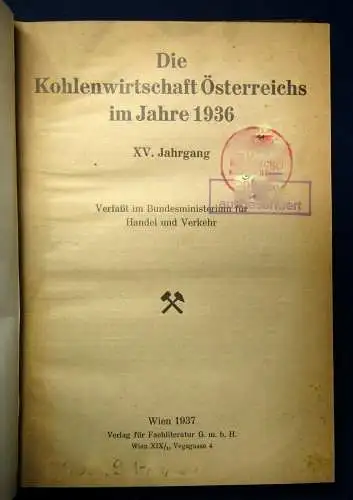 Die
Kohlenwirtschaft Österreichs
im Jahre 1936
XV. Jahrgang
Verfaßt im Bundesministerium für
Handel und Verkehr
ausgesondert
Wien 1937
Verlag für Fachliteratur G. m. b. H.
Wien XIX/1, Vegagasse 4